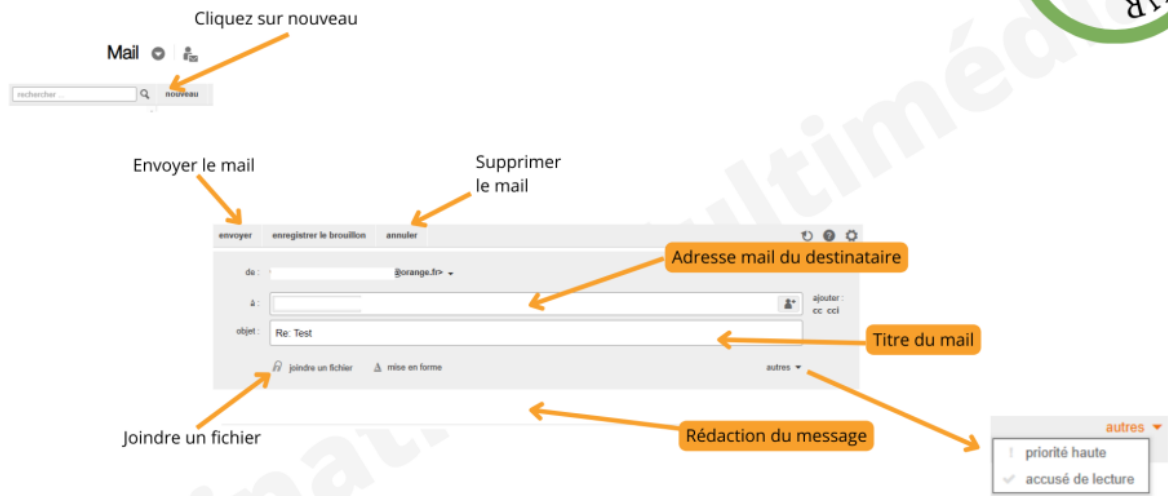 Cliquez sur nouveau
Mail
rechercher ...
nouveau
Envoyer le mail
Supprimer
le mail
envoyer enregistrer le brouillon annuler
Adresse mail du destinataire
de : @orange.fr>
à :
ajouter :
cc cci
objet : Re: Test
Titre du mail
joindre un fichier mise en forme autres
Joindre un fichier
Rédaction du message
autres
! priorité haute
accusé de lecture